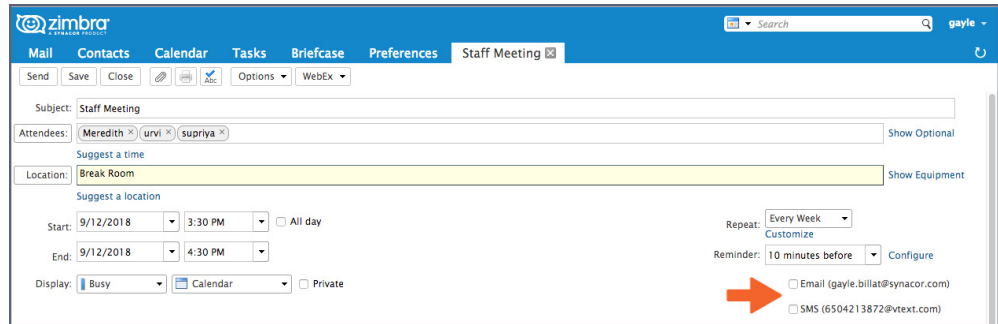 zimbra
A SYNACOR PRODUCT
Search
gayle
Mail Contacts Calendar Tasks Briefcase Preferences Staff Meeting
Send Save Close Abc Options WebEx
Subject: Staff Meeting
Attendees: Meredith × urvi × supriya × Show Optional
Suggest a time
Location: Break Room Show Equipment
Suggest a location
Start: 9/12/2018 3:30 PM All day
Repeat: Every Week
Customize
End: 9/12/2018 4:30 PM
Reminder: 10 minutes before Configure
Display: Busy Calendar Private
Email (gayle.billat@synacor.com)
SMS (6504213872@vtext.com)